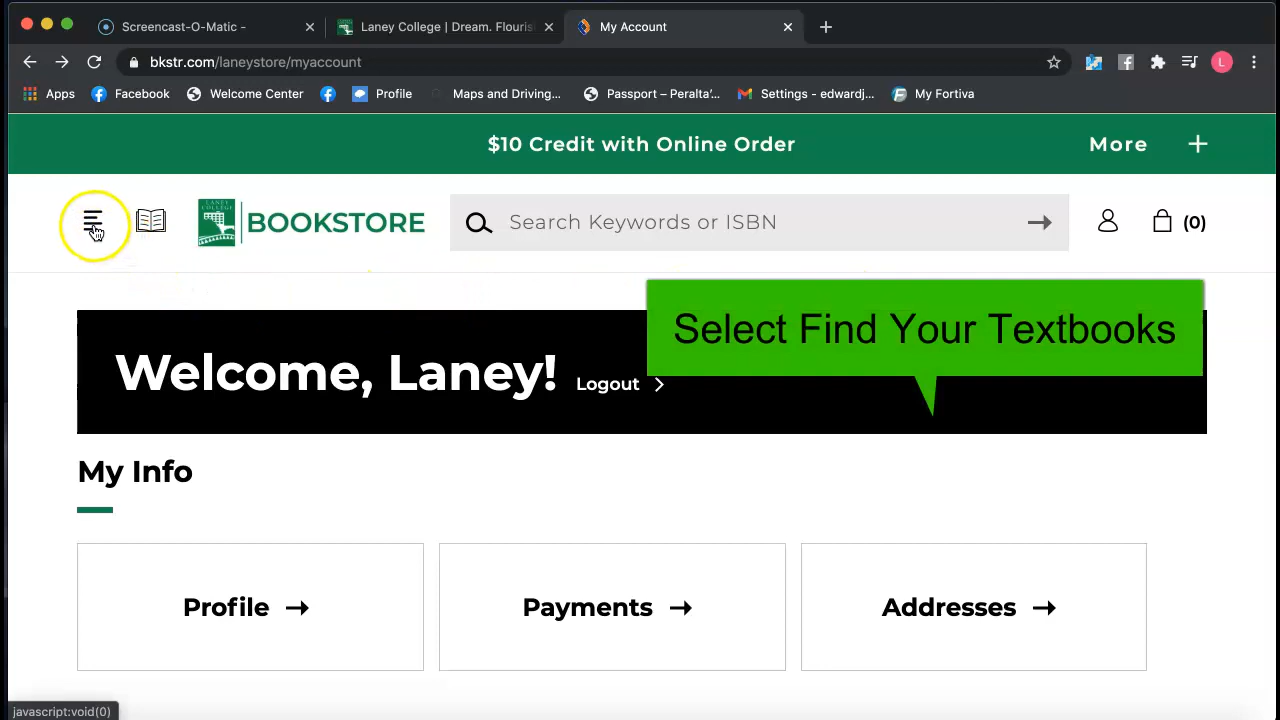 Screencast-O-Matic -
Laney College | Dream. Flouris
My Account
bkstr.com/laneystore/myaccount
L
Apps
Facebook
Welcome Center
Profile
Maps and Driving...
Passport – Peralta'...
Settings - edwardj...
My Fortiva
$10 Credit with Online Order
More +
LANEY COLLEGE
BOOKSTORE
Search Keywords or ISBN
(0)
Select Find Your Textbooks
Welcome, Laney!
Logout
My Info
Profile
Payments
Addresses
javascript:void(0)